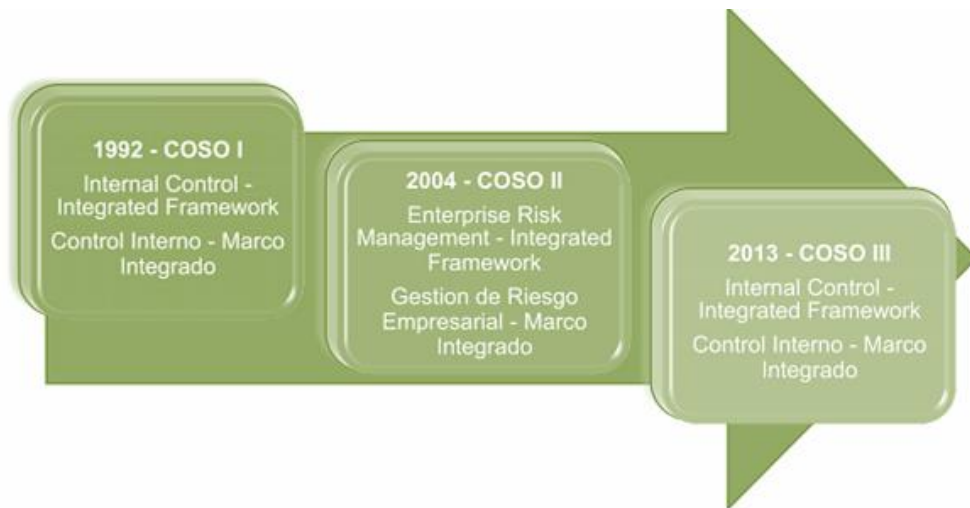 1992 - COSO I
Internal Control -
Integrated Framework
Control Interno - Marco
Integrado
2004 - COSO II
Enterprise Risk
Management - Integrated
Framework
Gestion de Riesgo
Empresarial - Marco
Integrado
2013 - COSO III
Internal Control -
Integrated Framework
Control Interno - Marco
Integrado